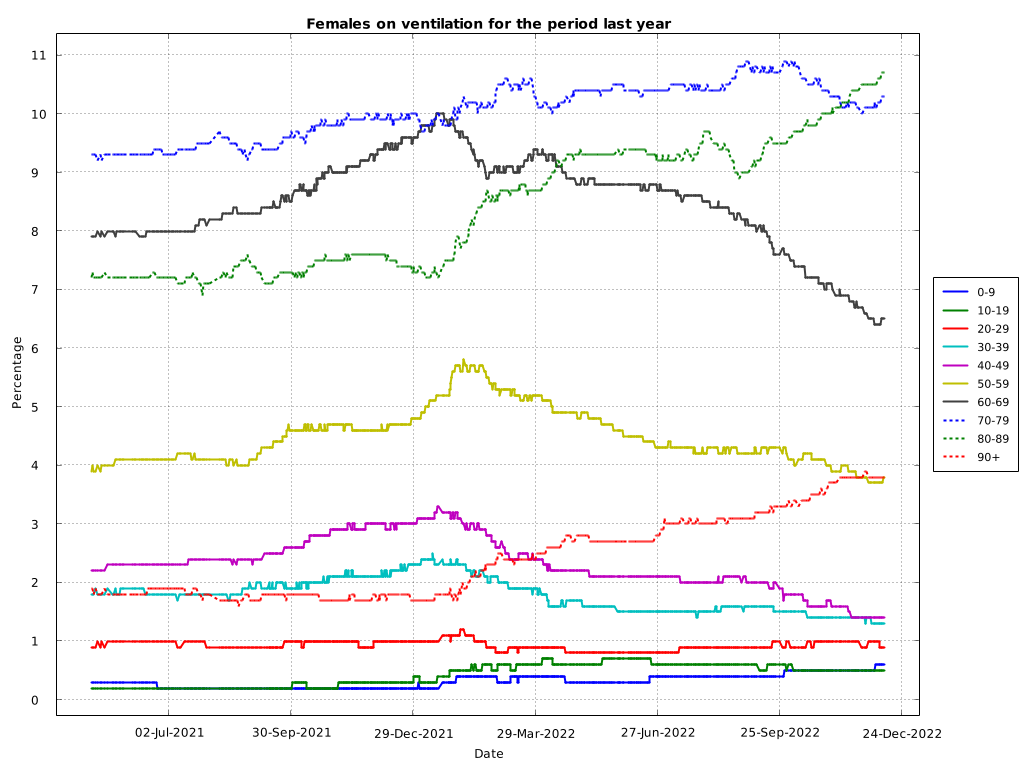 Females on ventilation for the period last year
Percentage
11
10
9
8
7
6
5
4
3
2
1
0
02-Jul-2021
30-Sep-2021
29-Dec-2021
29-Mar-2022
27-Jun-2022
25-Sep-2022
24-Dec-2022
Date
0-9
10-19
20-29
30-39
40-49
50-59
60-69
70-79
80-89
90+